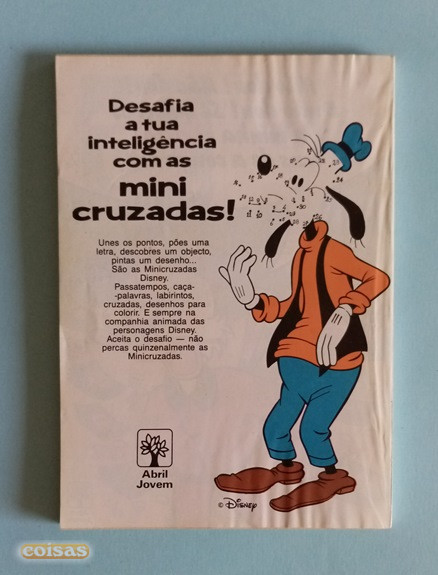 Desafia
a tua
inteligência
com as
mini
cruzadas!
Unes os pontos, pões uma
letra, descobres um objecto,
pintas um desenho...
São as Minicruzadas
Disney.
Passatempos, caça-
-palavras, labirintos,
cruzadas, desenhos para
colorir. E sempre na
companhia animada das
personagens Disney.
Aceita o desafio — não
percas quinzenalmente as
Minicruzadas.
Abril
Jovem
© Disney
coisas